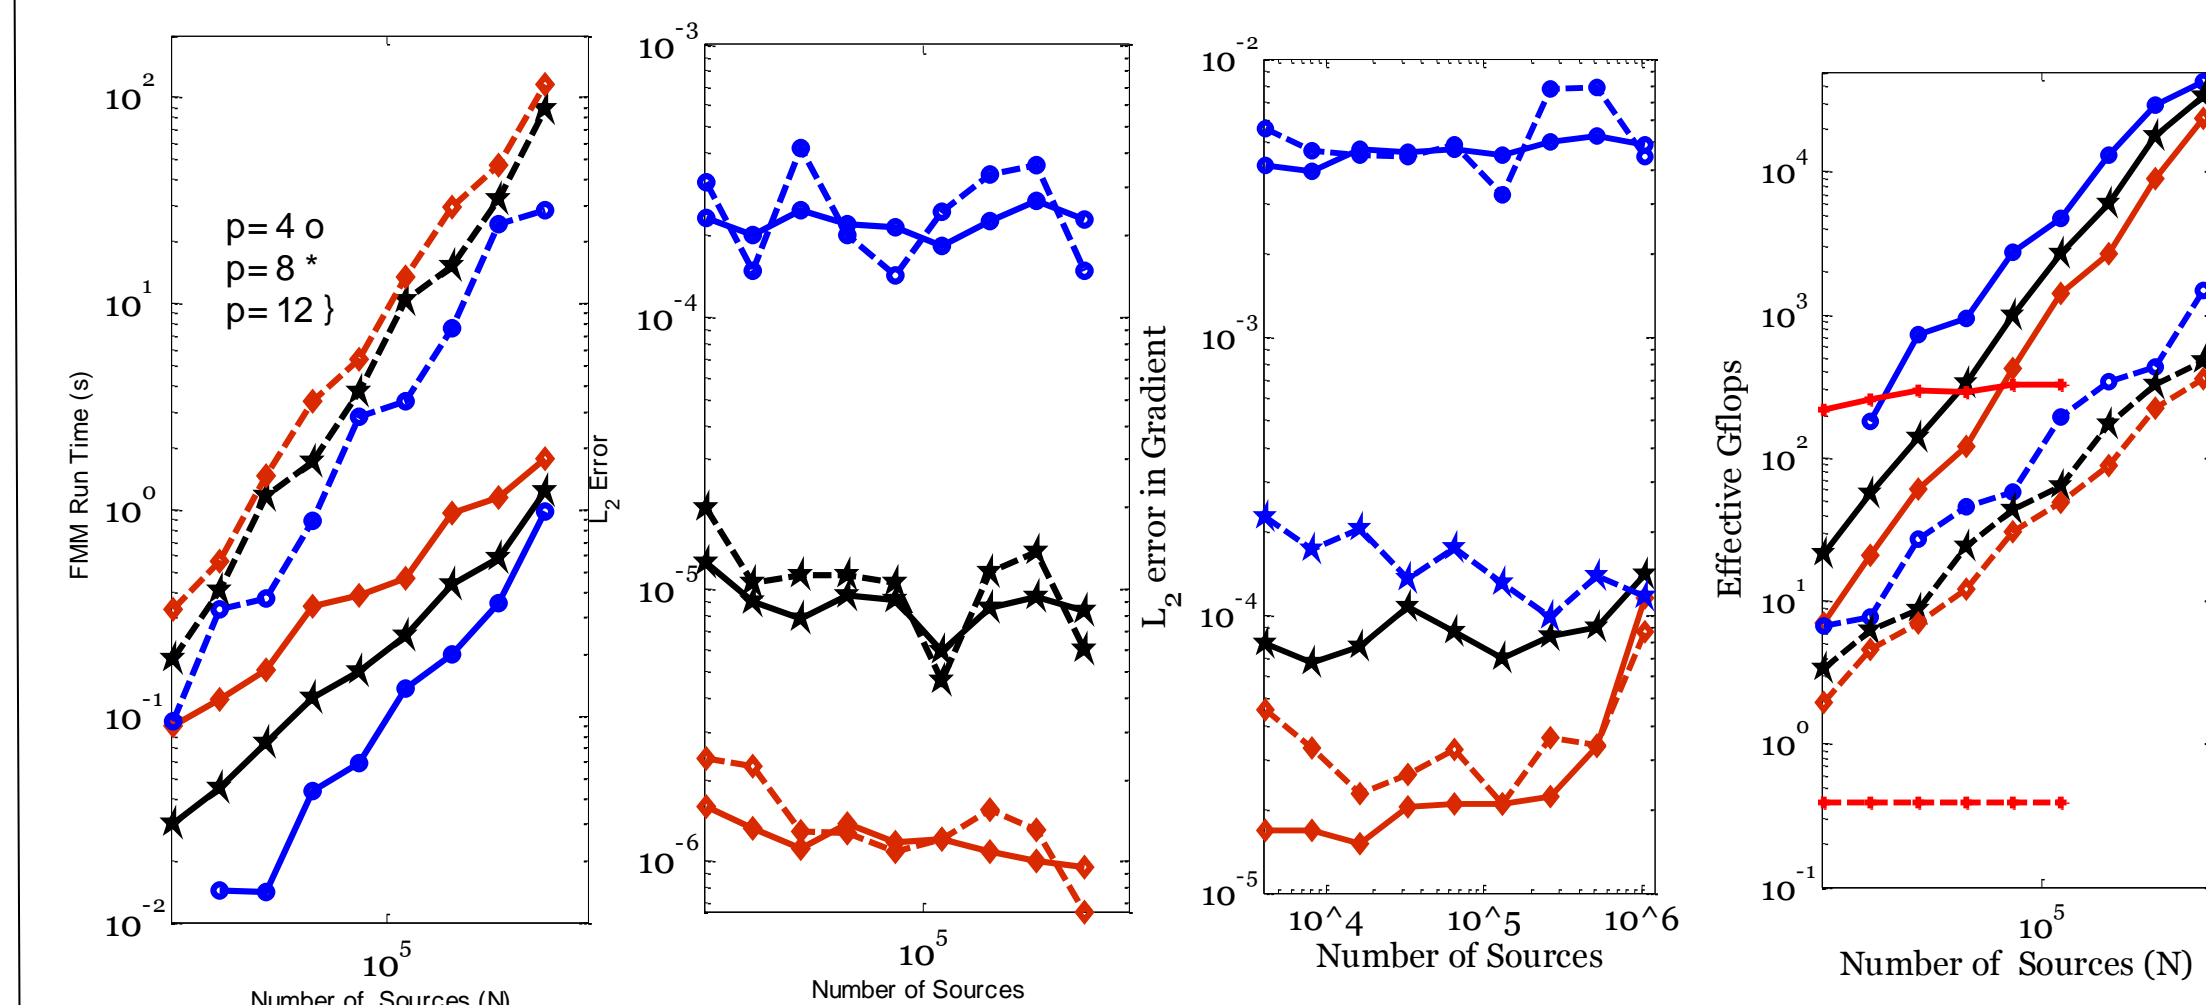 10^2
10^1
10^0
10^-1
10^-2
FMM Run Time (s)
p= 4 o
p= 8 *
p= 12 }
10^5
Number of Sources (N)
10^-3
10^-4
10^-5
10^-6
L2 Error
10^5
Number of Sources
10^-2
10^-3
10^-4
10^-5
L2 error in Gradient
10^4 10^5 10^6
Number of Sources
10^4
10^3
10^2
10^1
10^0
10^-1
Effective Gflops
10^5
Number of Sources (N)